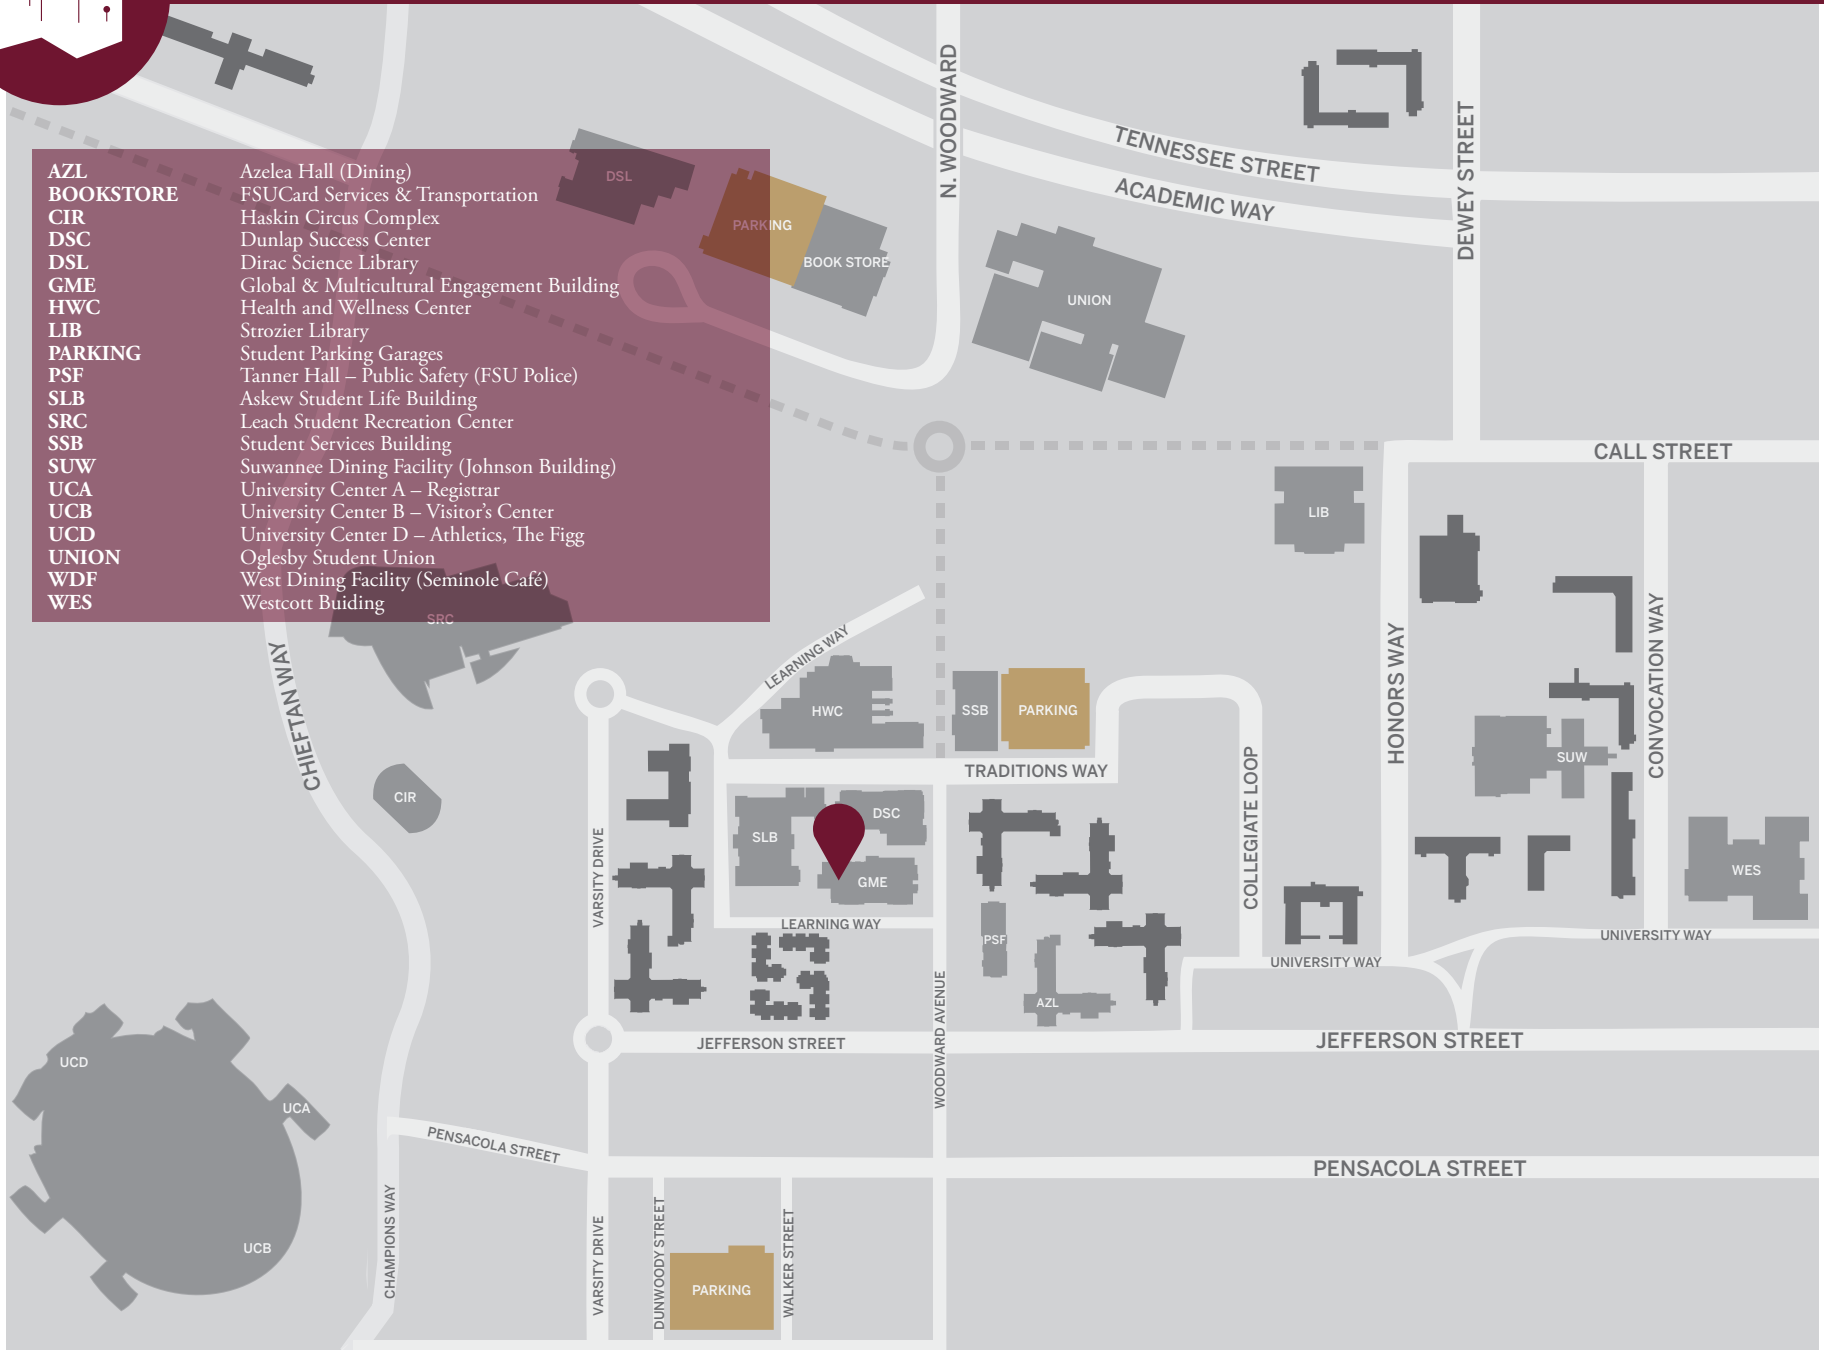 AZL Azelea Hall (Dining)
BOOKSTORE FSUCard Services & Transportation
CIR Haskin Circus Complex
DSC Dunlap Success Center
DSL Dirac Science Library
GME Global & Multicultural Engagement Building
HWC Health and Wellness Center
LIB Strozier Library
PARKING Student Parking Garages
PSF Tanner Hall – Public Safety (FSU Police)
SLB Askew Student Life Building
SRC Leach Student Recreation Center
SSB Student Services Building
SUW Suwannee Dining Facility (Johnson Building)
UCA University Center A – Registrar
UCB University Center B – Visitor's Center
UCD University Center D – Athletics, The Figg
UNION Oglesby Student Union
WDF West Dining Facility (Seminole Café)
WES Westcott Buiding
DSL
PARKING
BOOK STORE
N. WOODWARD
TENNESSEE STREET
ACADEMIC WAY
DEWEY STREET
UNION
CALL STREET
LIB
SRC
CHIEFTAN WAY
CIR
LEARNING WAY
HWC
SSB
PARKING
TRADITIONS WAY
COLLEGIATE LOOP
HONORS WAY
CONVOCATION WAY
SUW
WES
VARSITY DRIVE
SLB
DSC
GME
LEARNING WAY
PSF
AZL
UNIVERSITY WAY
UNIVERSITY WAY
WOODWARD AVENUE
JEFFERSON STREET
JEFFERSON STREET
UCD
UCA
UCB
PENSACOLA STREET
PENSACOLA STREET
CHAMPIONS WAY
VARSITY DRIVE
DUNWOODY STREET
PARKING
WALKER STREET